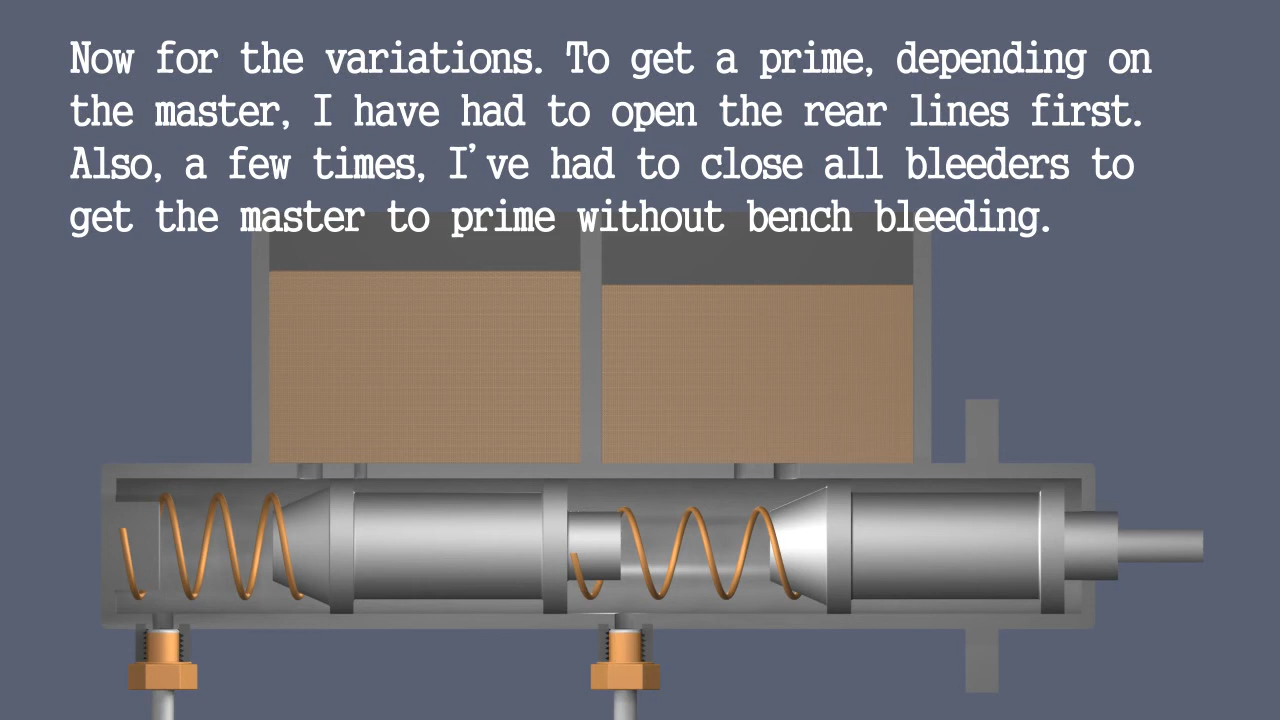 Now for the variations. To get a prime, depending on
the master, I have had to open the rear lines first.
Also, a few times, I've had to close all bleeders to
get the master to prime without bench bleeding.